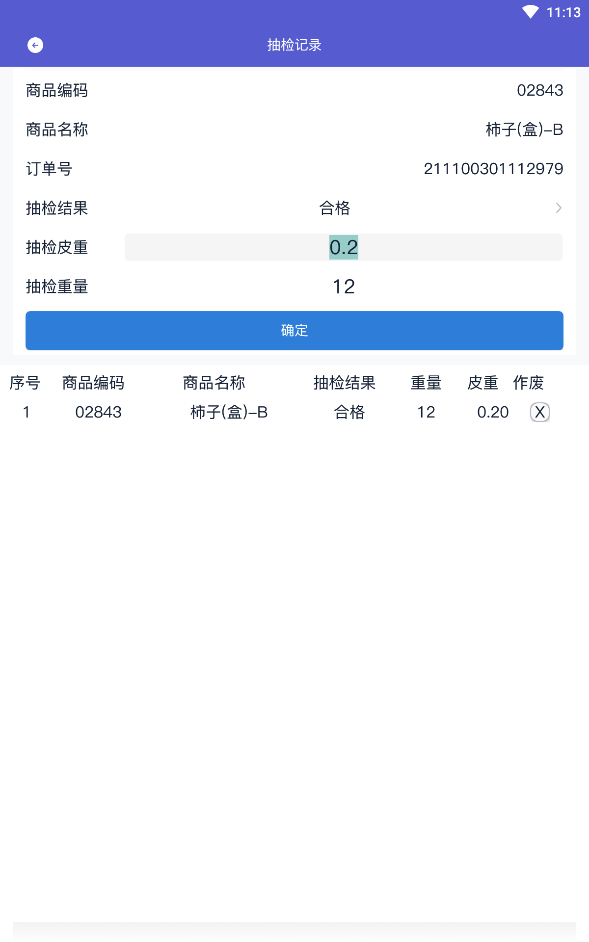 11:13
抽检记录
商品编码 02843
商品名称 柿子(盒)-B
订单号 211100301112979
抽检结果 合格
抽检皮重 0.2
抽检重量 12
确定
序号 商品编码 商品名称 抽检结果 重量 皮重 作废
1 02843 柿子(盒)-B 合格 12 0.20 X